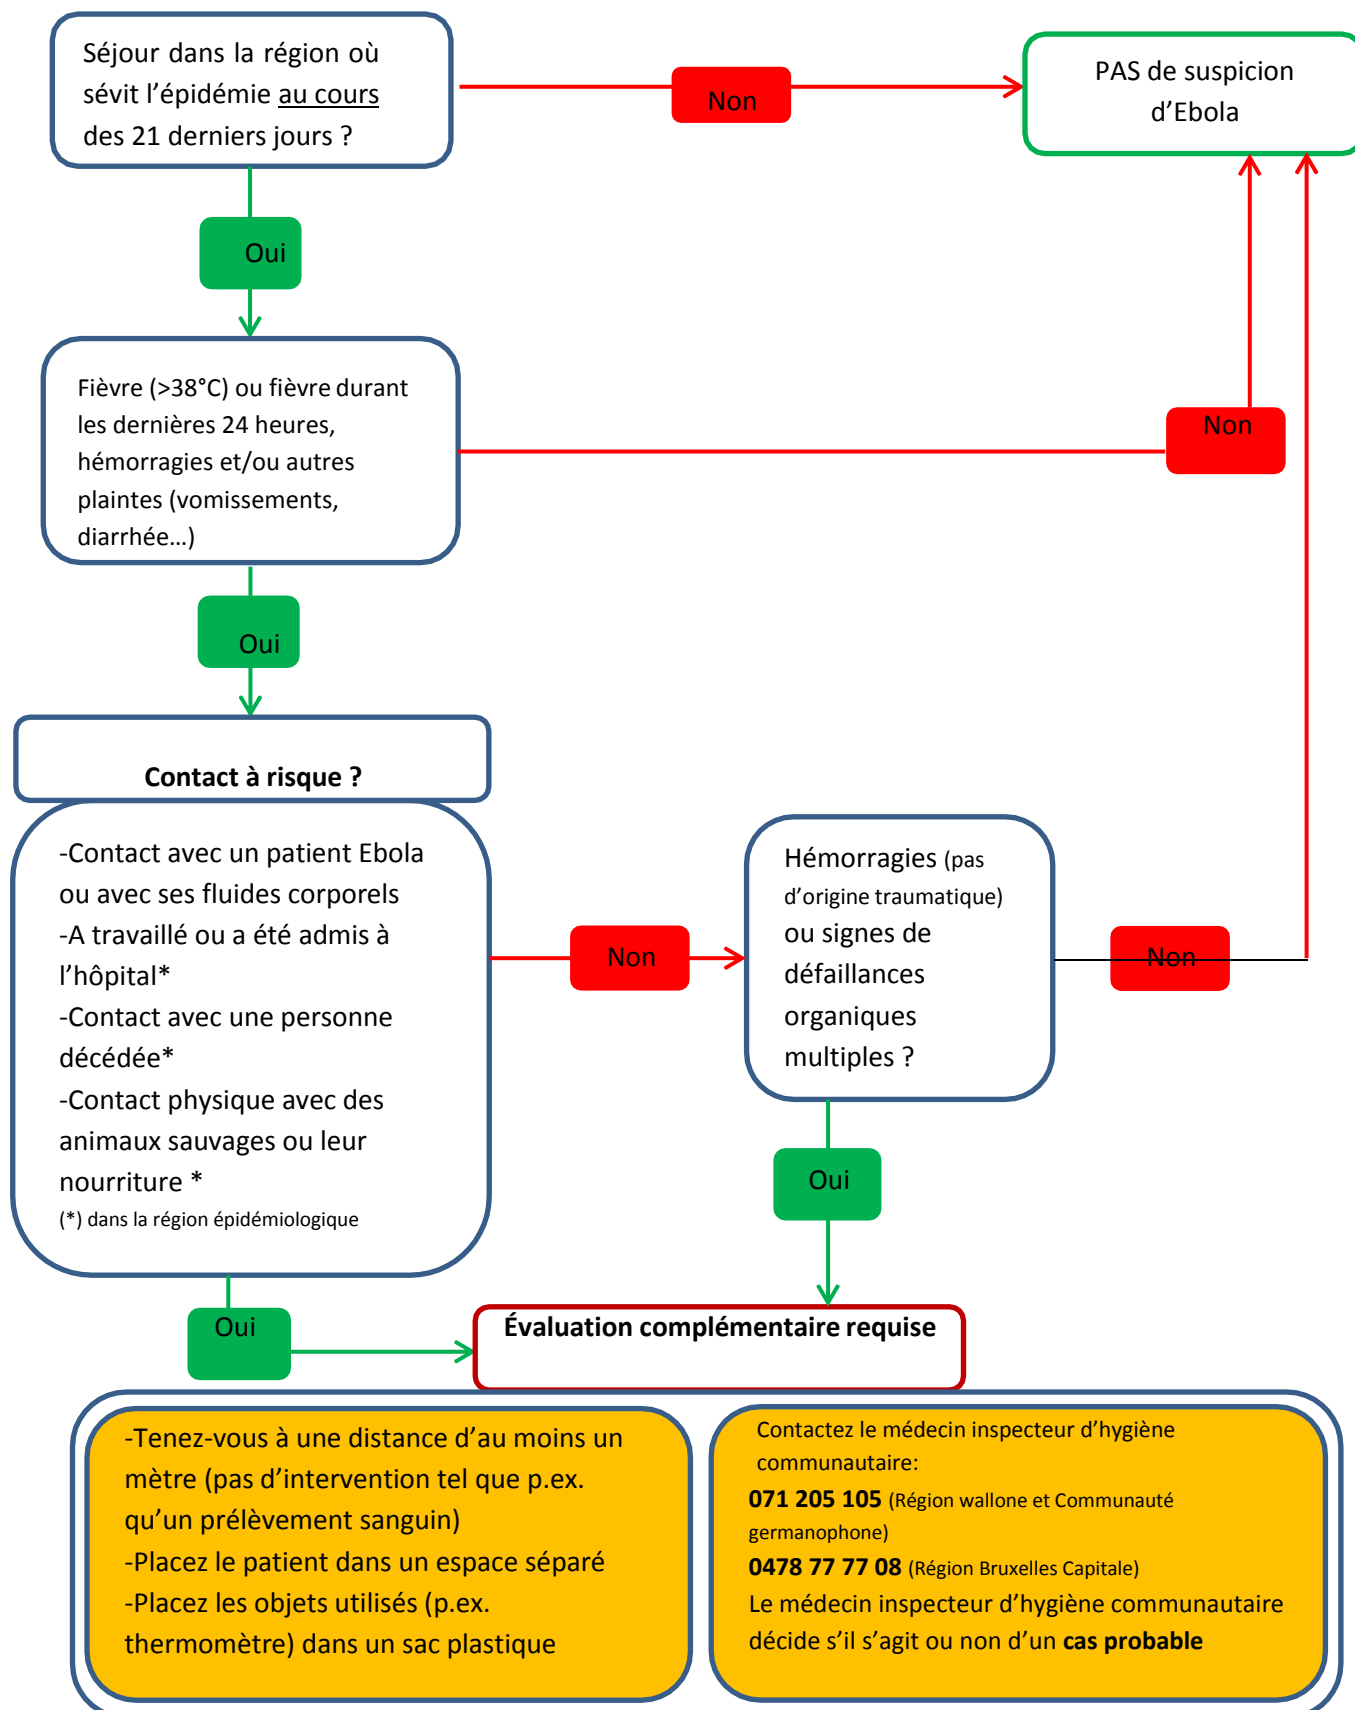 Séjour dans la région où
sévit l’épidémie au cours
des 21 derniers jours ?
Non
PAS de suspicion
d’Ebola
Oui
Fièvre (>38°C) ou fièvre durant
les dernières 24 heures,
hémorragies et/ou autres
plaintes (vomissements,
diarrhée…)
Non
Oui
Contact à risque ?
-Contact avec un patient Ebola
ou avec ses fluides corporels
-A travaillé ou a été admis à
l’hôpital*
-Contact avec une personne
décédée*
-Contact physique avec des
animaux sauvages ou leur
nourriture *
(*) dans la région épidémiologique
Non
Hémorragies (pas
d’origine traumatique)
ou signes de
défaillances
organiques
multiples ?
Non
Oui
Oui
Évaluation complémentaire requise
-Tenez-vous à une distance d’au moins un
mètre (pas d’intervention tel que p.ex.
qu’un prélèvement sanguin)
-Placez le patient dans un espace séparé
-Placez les objets utilisés (p.ex.
thermomètre) dans un sac plastique
Contactez le médecin inspecteur d’hygiène
communautaire:
071 205 105 (Région wallone et Communauté
germanophone)
0478 77 77 08 (Région Bruxelles Capitale)
Le médecin inspecteur d’hygiène communautaire
décide s’il s’agit ou non d’un cas probable